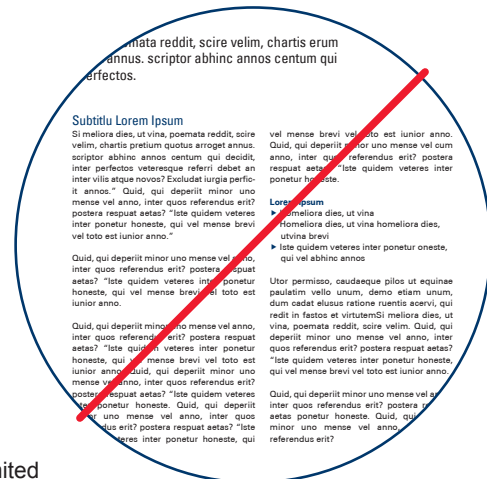 reddit, scire velim, chartis erum
annus. scriptor abhinc annos centum qui
erfectos.
Subtitlu Lorem Ipsum
Si meliora dies, ut vina, poemata reddit, scire
velim, chartis pretium quotus arroget annus.
scriptor abhinc annos centum qui decidit,
inter perfectos veteresque referri debet an
inter vilis atque novos? Excludat iurgia perfic-
it annos." Quid, qui deperiit minor uno
mense vel anno, inter quos referendus erit?
postera respuat aetas? "Iste quidem veteres
inter ponetur honeste, qui vel mense brevi
vel toto est iunior anno."
Quid, qui deperiit minor uno mense vel anno,
inter quos referendus erit? postera respuat
aetas? "Iste quidem veteres inter ponetur
honeste, qui vel mense brevi vel toto est
iunior anno.
Quid, qui deperiit minor uno mense vel anno,
inter quos referendus erit? postera respuat
aetas? "Iste quidem veteres inter ponetur
honeste, qui vel mense brevi vel toto est
iunior anno. Quid, qui deperiit minor uno
mense vel anno, inter quos referendus erit?
postera respuat aetas? "Iste quidem veteres
inter ponetur honeste. Quid, qui deperiit
uno mense vel anno, inter quos
erit? postera respuat aetas? "Iste
inter ponetur honeste, qui
vel mense brevi vel toto est iunior anno.
Quid, qui deperiit minor uno mense vel cum
anno, inter quos referendus erit? postera
respuat aetas? "Iste quidem veteres inter
ponetur honeste.
Lorem Ipsum
Homeliora dies, ut vina
Homeliora dies, ut vina homeliora dies,
utvina brevi
Iste quidem veteres inter ponetur oneste,
qui vel abhinc annos
Utor permisso, caudaeque pilos ut equinae
paulatim vello unum, demo etiam unum,
dum cadat elusus ratione ruentis acervi, qui
redit in fastos et virtutemSi meliora dies, ut
vina, poemata reddit, scire velim. Quid, qui
deperiit minor uno mense vel anno, inter
quos referendus erit? postera respuat aetas?
"Iste quidem veteres inter ponetur honeste,
qui vel mense brevi vel toto est iunior anno.
Quid, qui deperiit minor uno mense vel
inter quos referendus erit? postera
aetas ponetur honeste. Quid, qui
minor uno mense vel anno,
referendus erit?